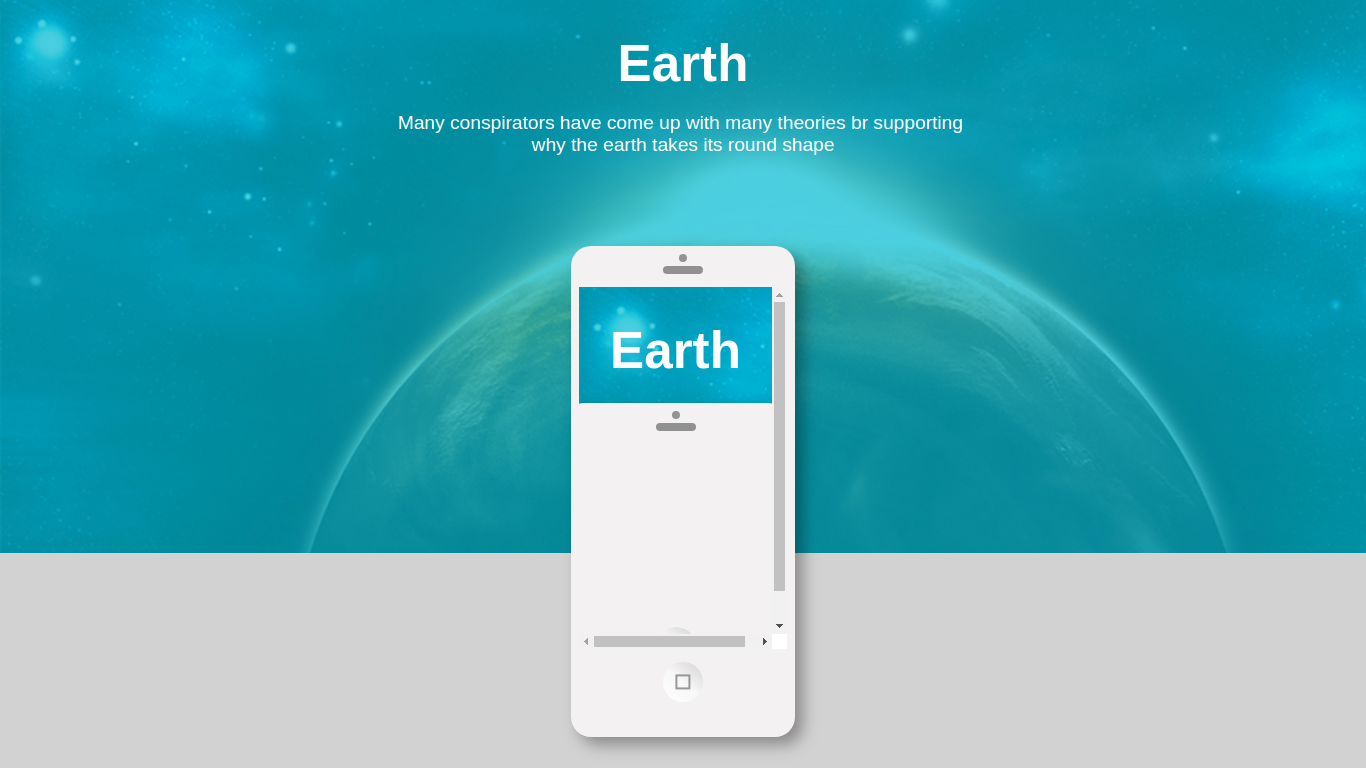 Earth
Many conspirators have come up with many theories br supporting
why the earth takes its round shape
Earth